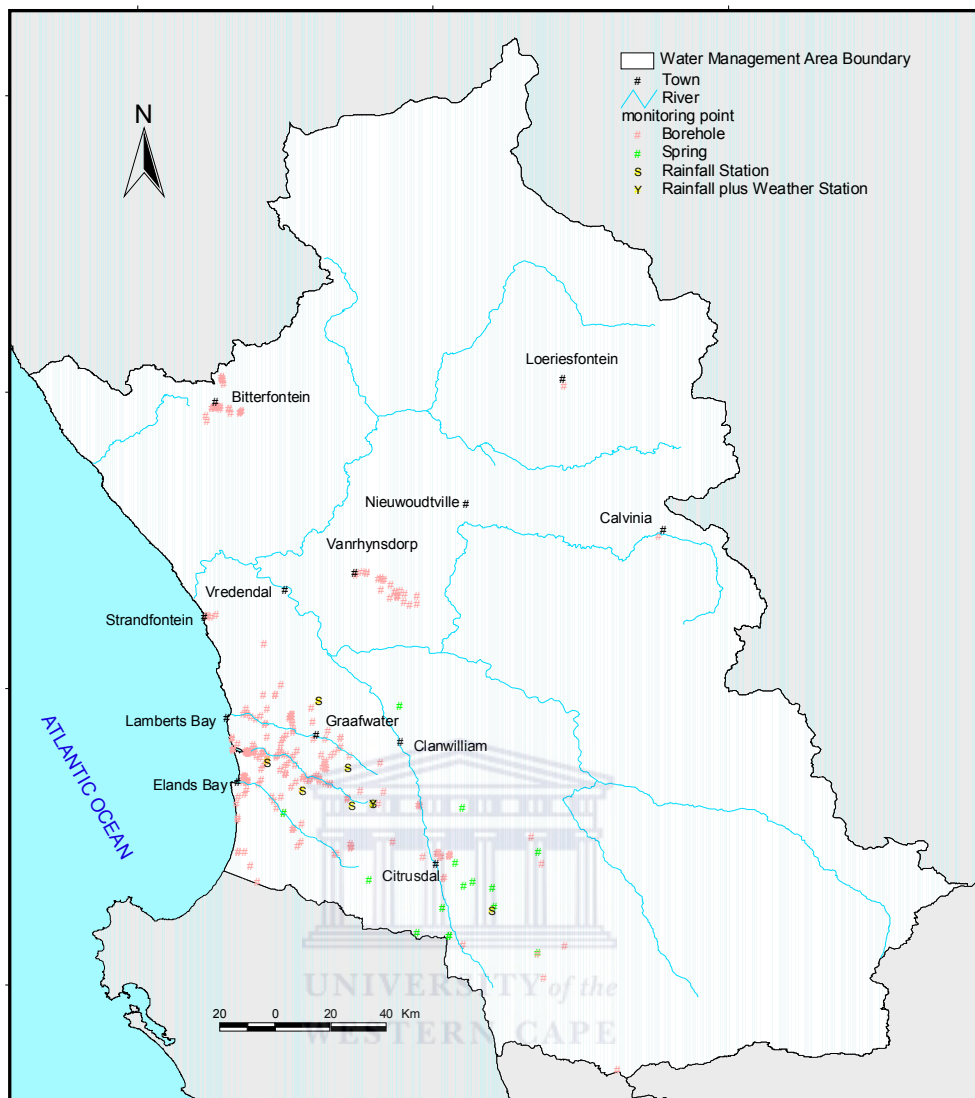 N
Water Management Area Boundary
# Town
River
monitoring point
# Borehole
# Spring
S Rainfall Station
Y Rainfall plus Weather Station
Loeriesfontein
Bitterfontein
Nieuwoudtville
Calvinia
Vanrhynsdorp
Vredendal
Strandfontein
Lamberts Bay
Graafwater
Clanwilliam
Elands Bay
ATLANTIC OCEAN
Citrusdal
UNIVERSITY of the
WESTERN CAPE
20 0 20 40 Km